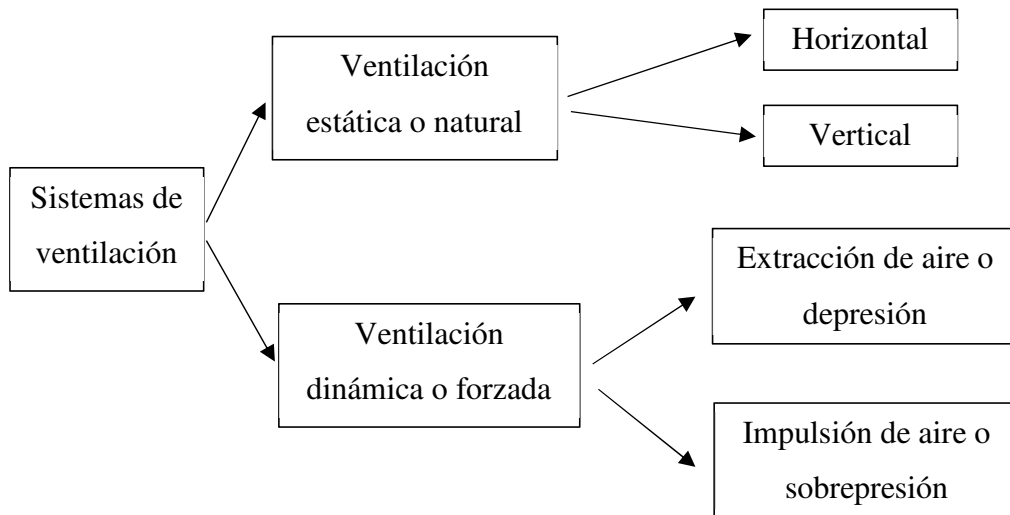 Sistemas de
ventilación
Ventilación
estática o natural
Horizontal
Vertical
Ventilación
dinámica o forzada
Extracción de aire o
depresión
Impulsión de aire o
sobrepresión